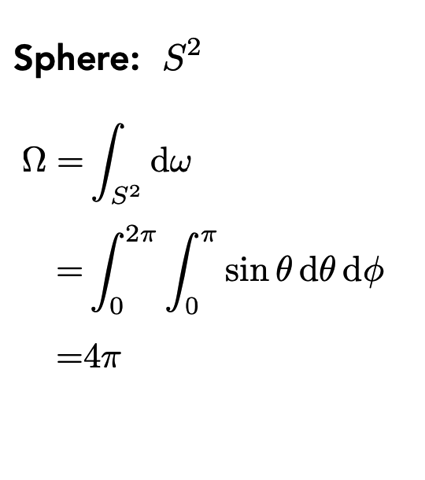 Sphere: S²
Ω = ∫_{S²} dω
= ∫_0^{2π} ∫_0^π sin θ dθ dϕ
=4π